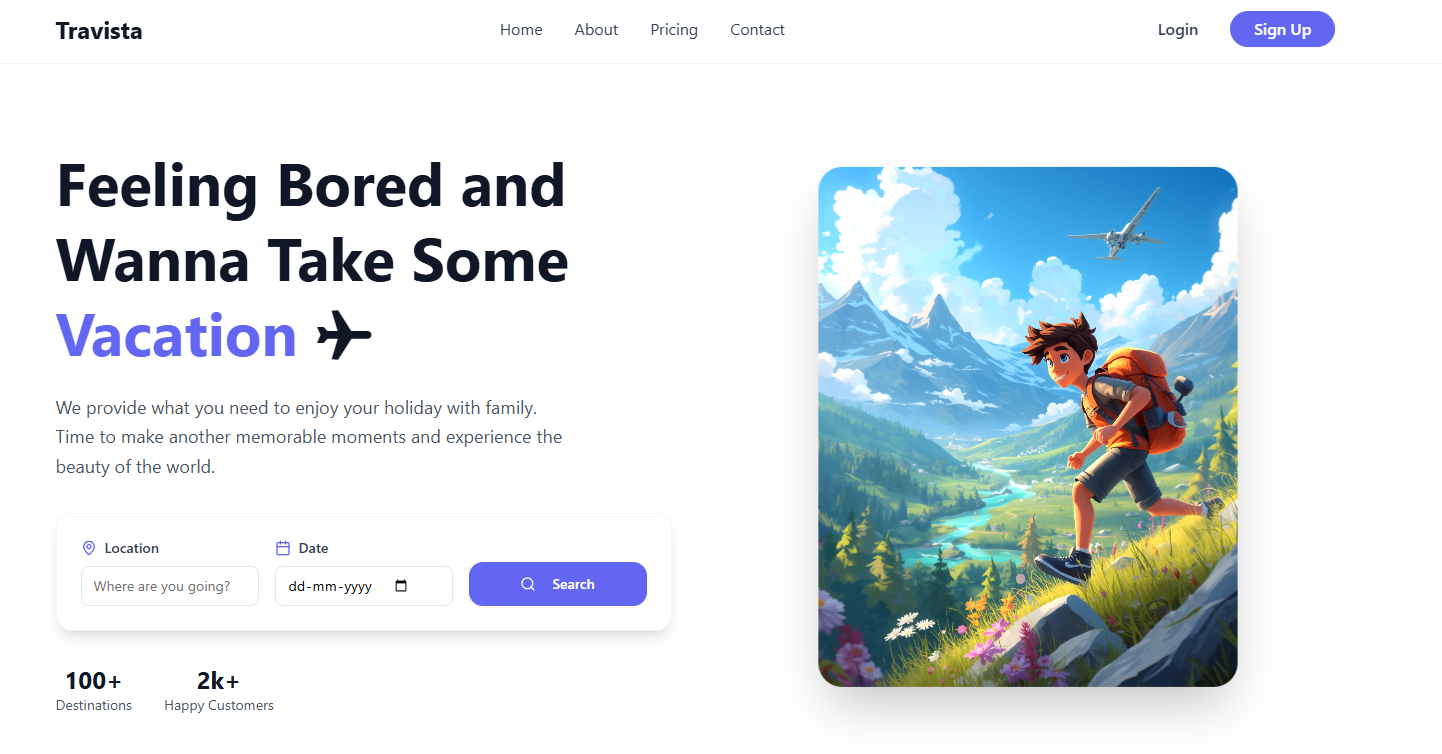 Travista
Home About Pricing Contact
Login Sign Up
Feeling Bored and
Wanna Take Some
Vacation ✈
We provide what you need to enjoy your holiday with family.
Time to make another memorable moments and experience the
beauty of the world.
Location Date
Where are you going? dd-mm-yyyy Search
100+ 2k+
Destinations Happy Customers